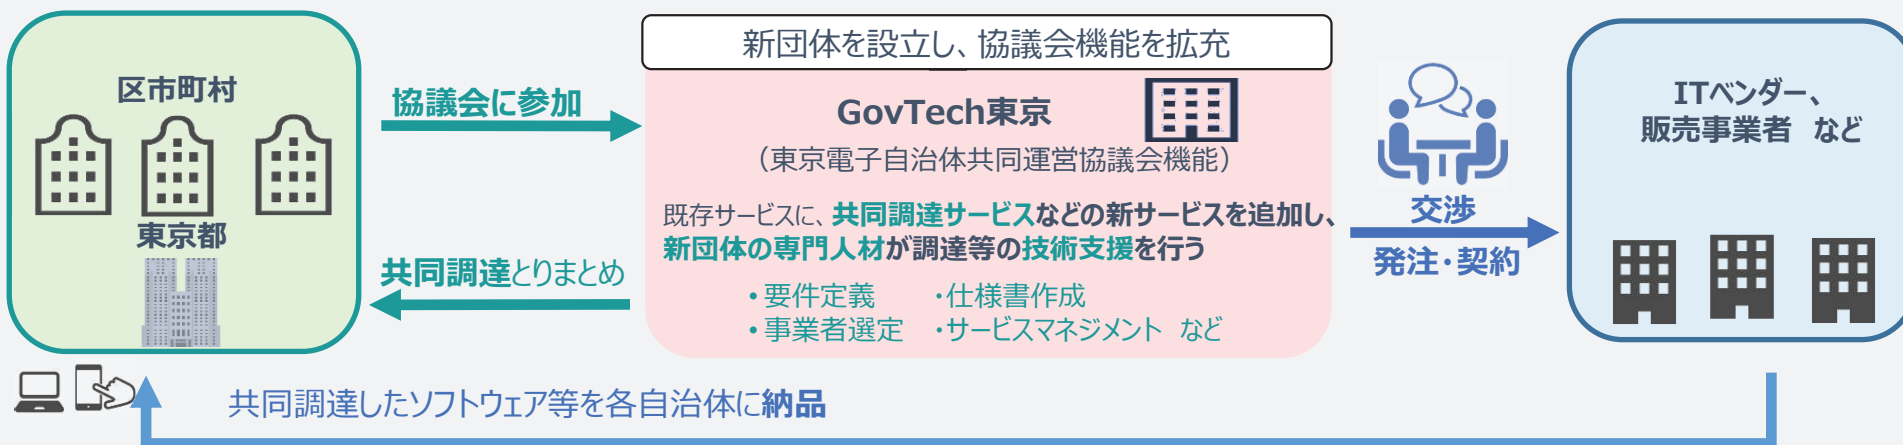 新団体を設立し、協議会機能を拡充
区市町村
東京都
協議会に参加
共同調達とりまとめ
GovTech東京
（東京電子自治体共同運営協議会機能）
既存サービスに、共同調達サービスなどの新サービスを追加し、
新団体の専門人材が調達等の技術支援を行う
•要件定義　・仕様書作成
•事業者選定　・サービスマネジメント　など
交渉
発注・契約
ITベンダー、
販売事業者　など
共同調達したソフトウェア等を各自治体に納品